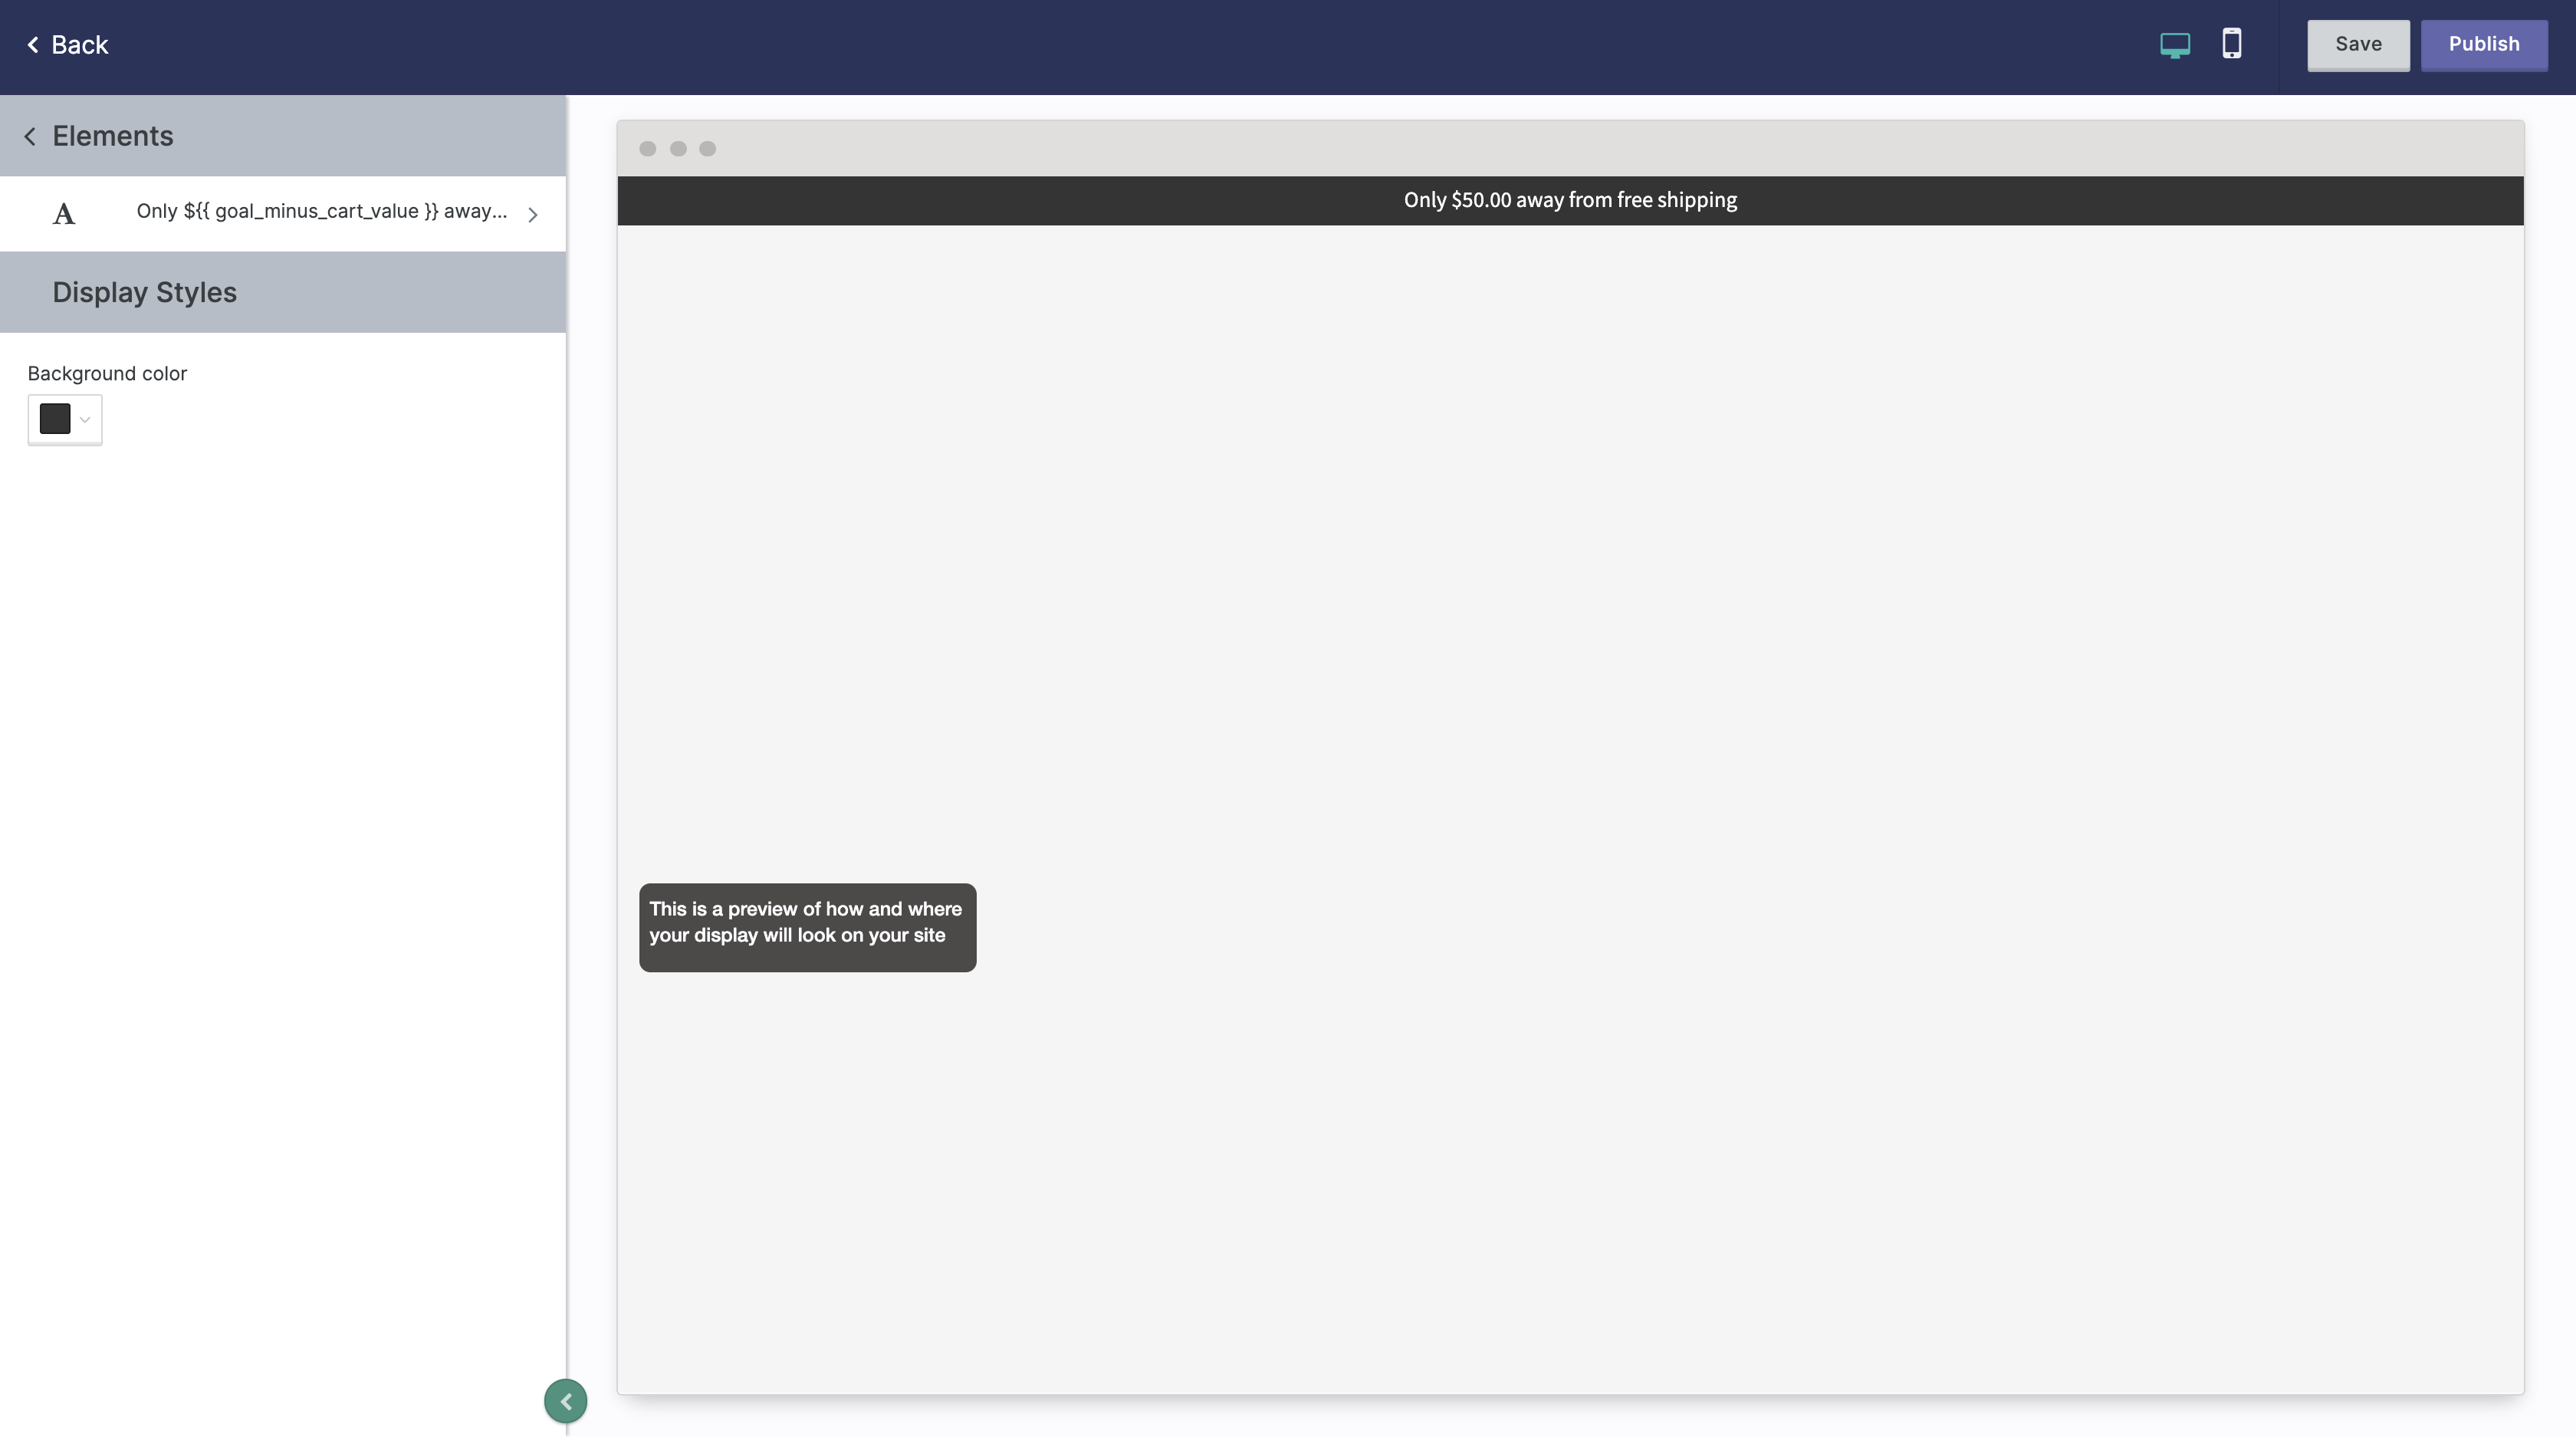 Back
Save
Publish
Elements
A
Only ${{ goal_minus_cart_value }} away...
Display Styles
Background color
Only $50.00 away from free shipping
This is a preview of how and where
your display will look on your site